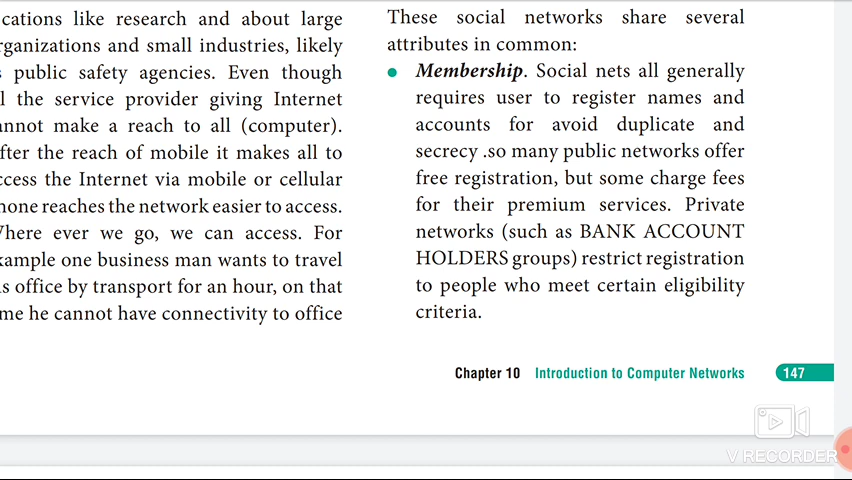 cations like research and about large
rganizations and small industries, likely
s public safety agencies. Even though
l the service provider giving Internet
annot make a reach to all (computer).
fter the reach of mobile it makes all to
ccess the Internet via mobile or cellular
hone reaches the network easier to access.
Where ever we go, we can access. For
xample one business man wants to travel
is office by transport for an hour, on that
me he cannot have connectivity to office
These social networks share several
attributes in common:
• Membership. Social nets all generally
requires user to register names and
accounts for avoid duplicate and
secrecy .so many public networks offer
free registration, but some charge fees
for their premium services. Private
networks (such as BANK ACCOUNT
HOLDERS groups) restrict registration
to people who meet certain eligibility
criteria.
Chapter 10 Introduction to Computer Networks 147
V RECORDER